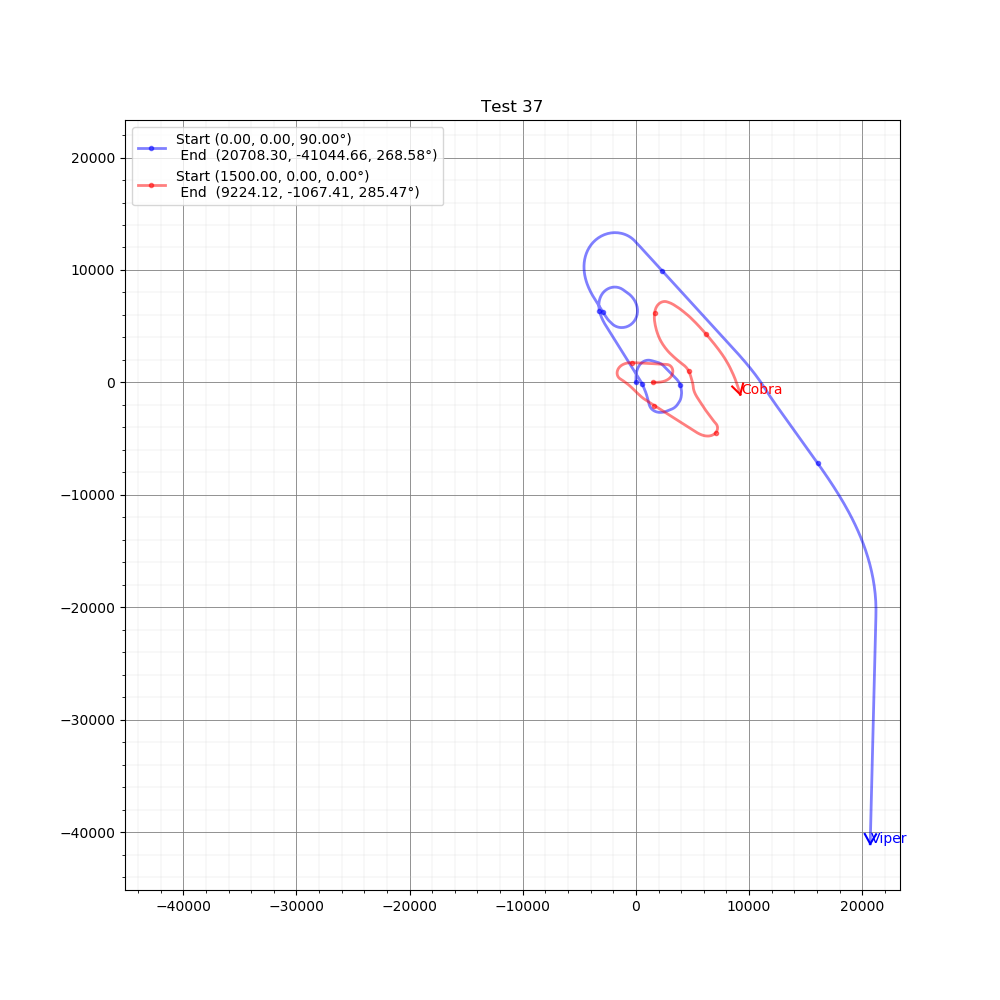 Test 37
Start (0.00, 0.00, 90.00°)
End  (20708.30, -41044.66, 268.58°)
Start (1500.00, 0.00, 0.00°)
End  (9224.12, -1067.41, 285.47°)
20000
10000
0
−10000
−20000
−30000
−40000
Cobra
Viper
−40000 −30000 −20000 −10000 0 10000 20000